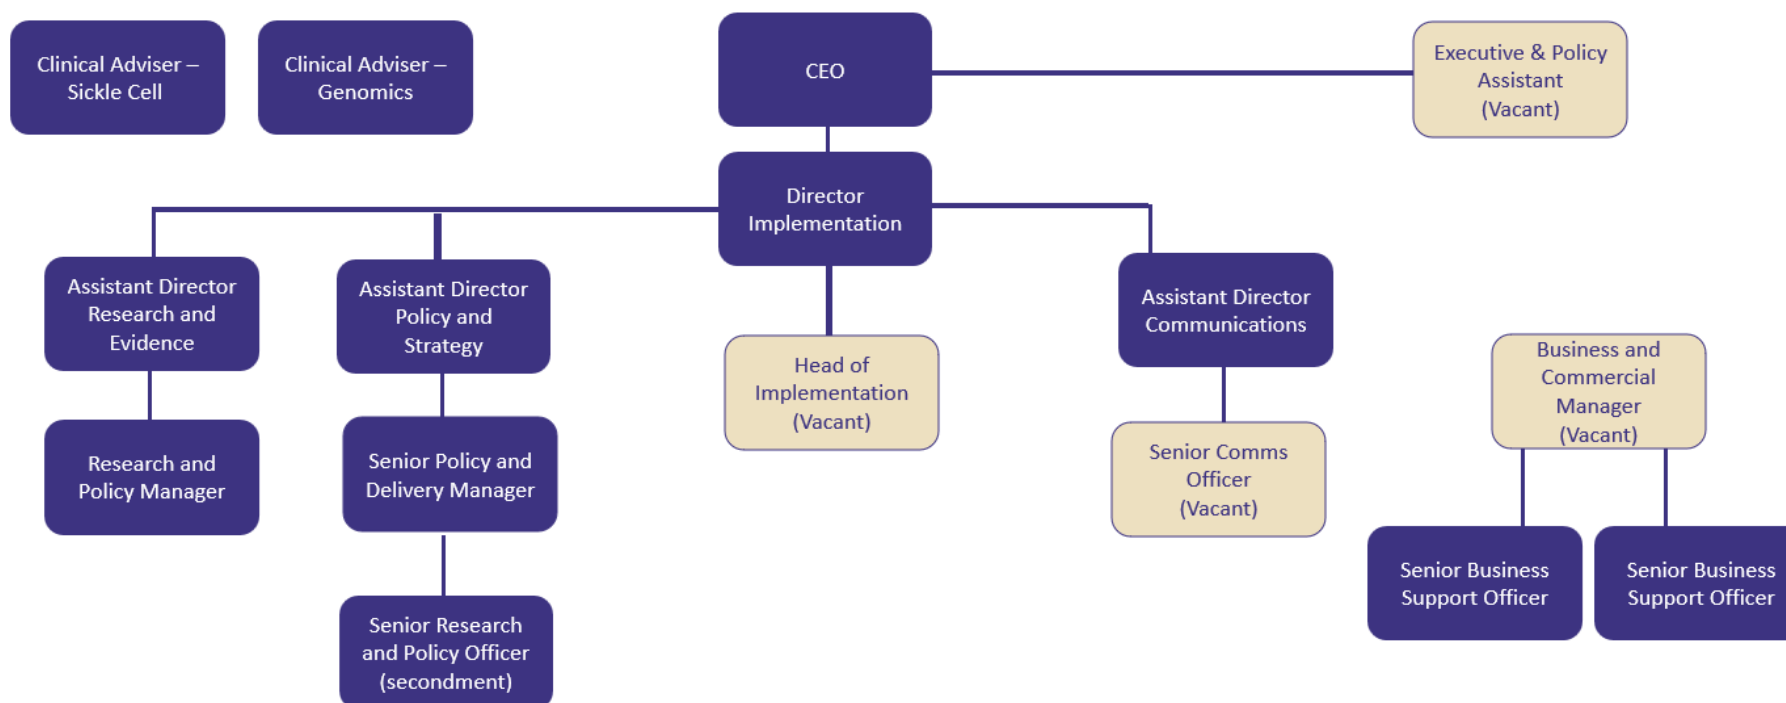 Clinical Adviser –
Sickle Cell
Clinical Adviser –
Genomics
CEO
Executive & Policy
Assistant
(Vacant)
Director
Implementation
Assistant Director
Research and
Evidence
Assistant Director
Policy and
Strategy
Head of
Implementation
(Vacant)
Assistant Director
Communications
Business and
Commercial
Manager
(Vacant)
Research and
Policy Manager
Senior Policy and
Delivery Manager
Senior Comms
Officer
(Vacant)
Senior Business
Support Officer
Senior Business
Support Officer
Senior Research
and Policy Officer
(secondment)